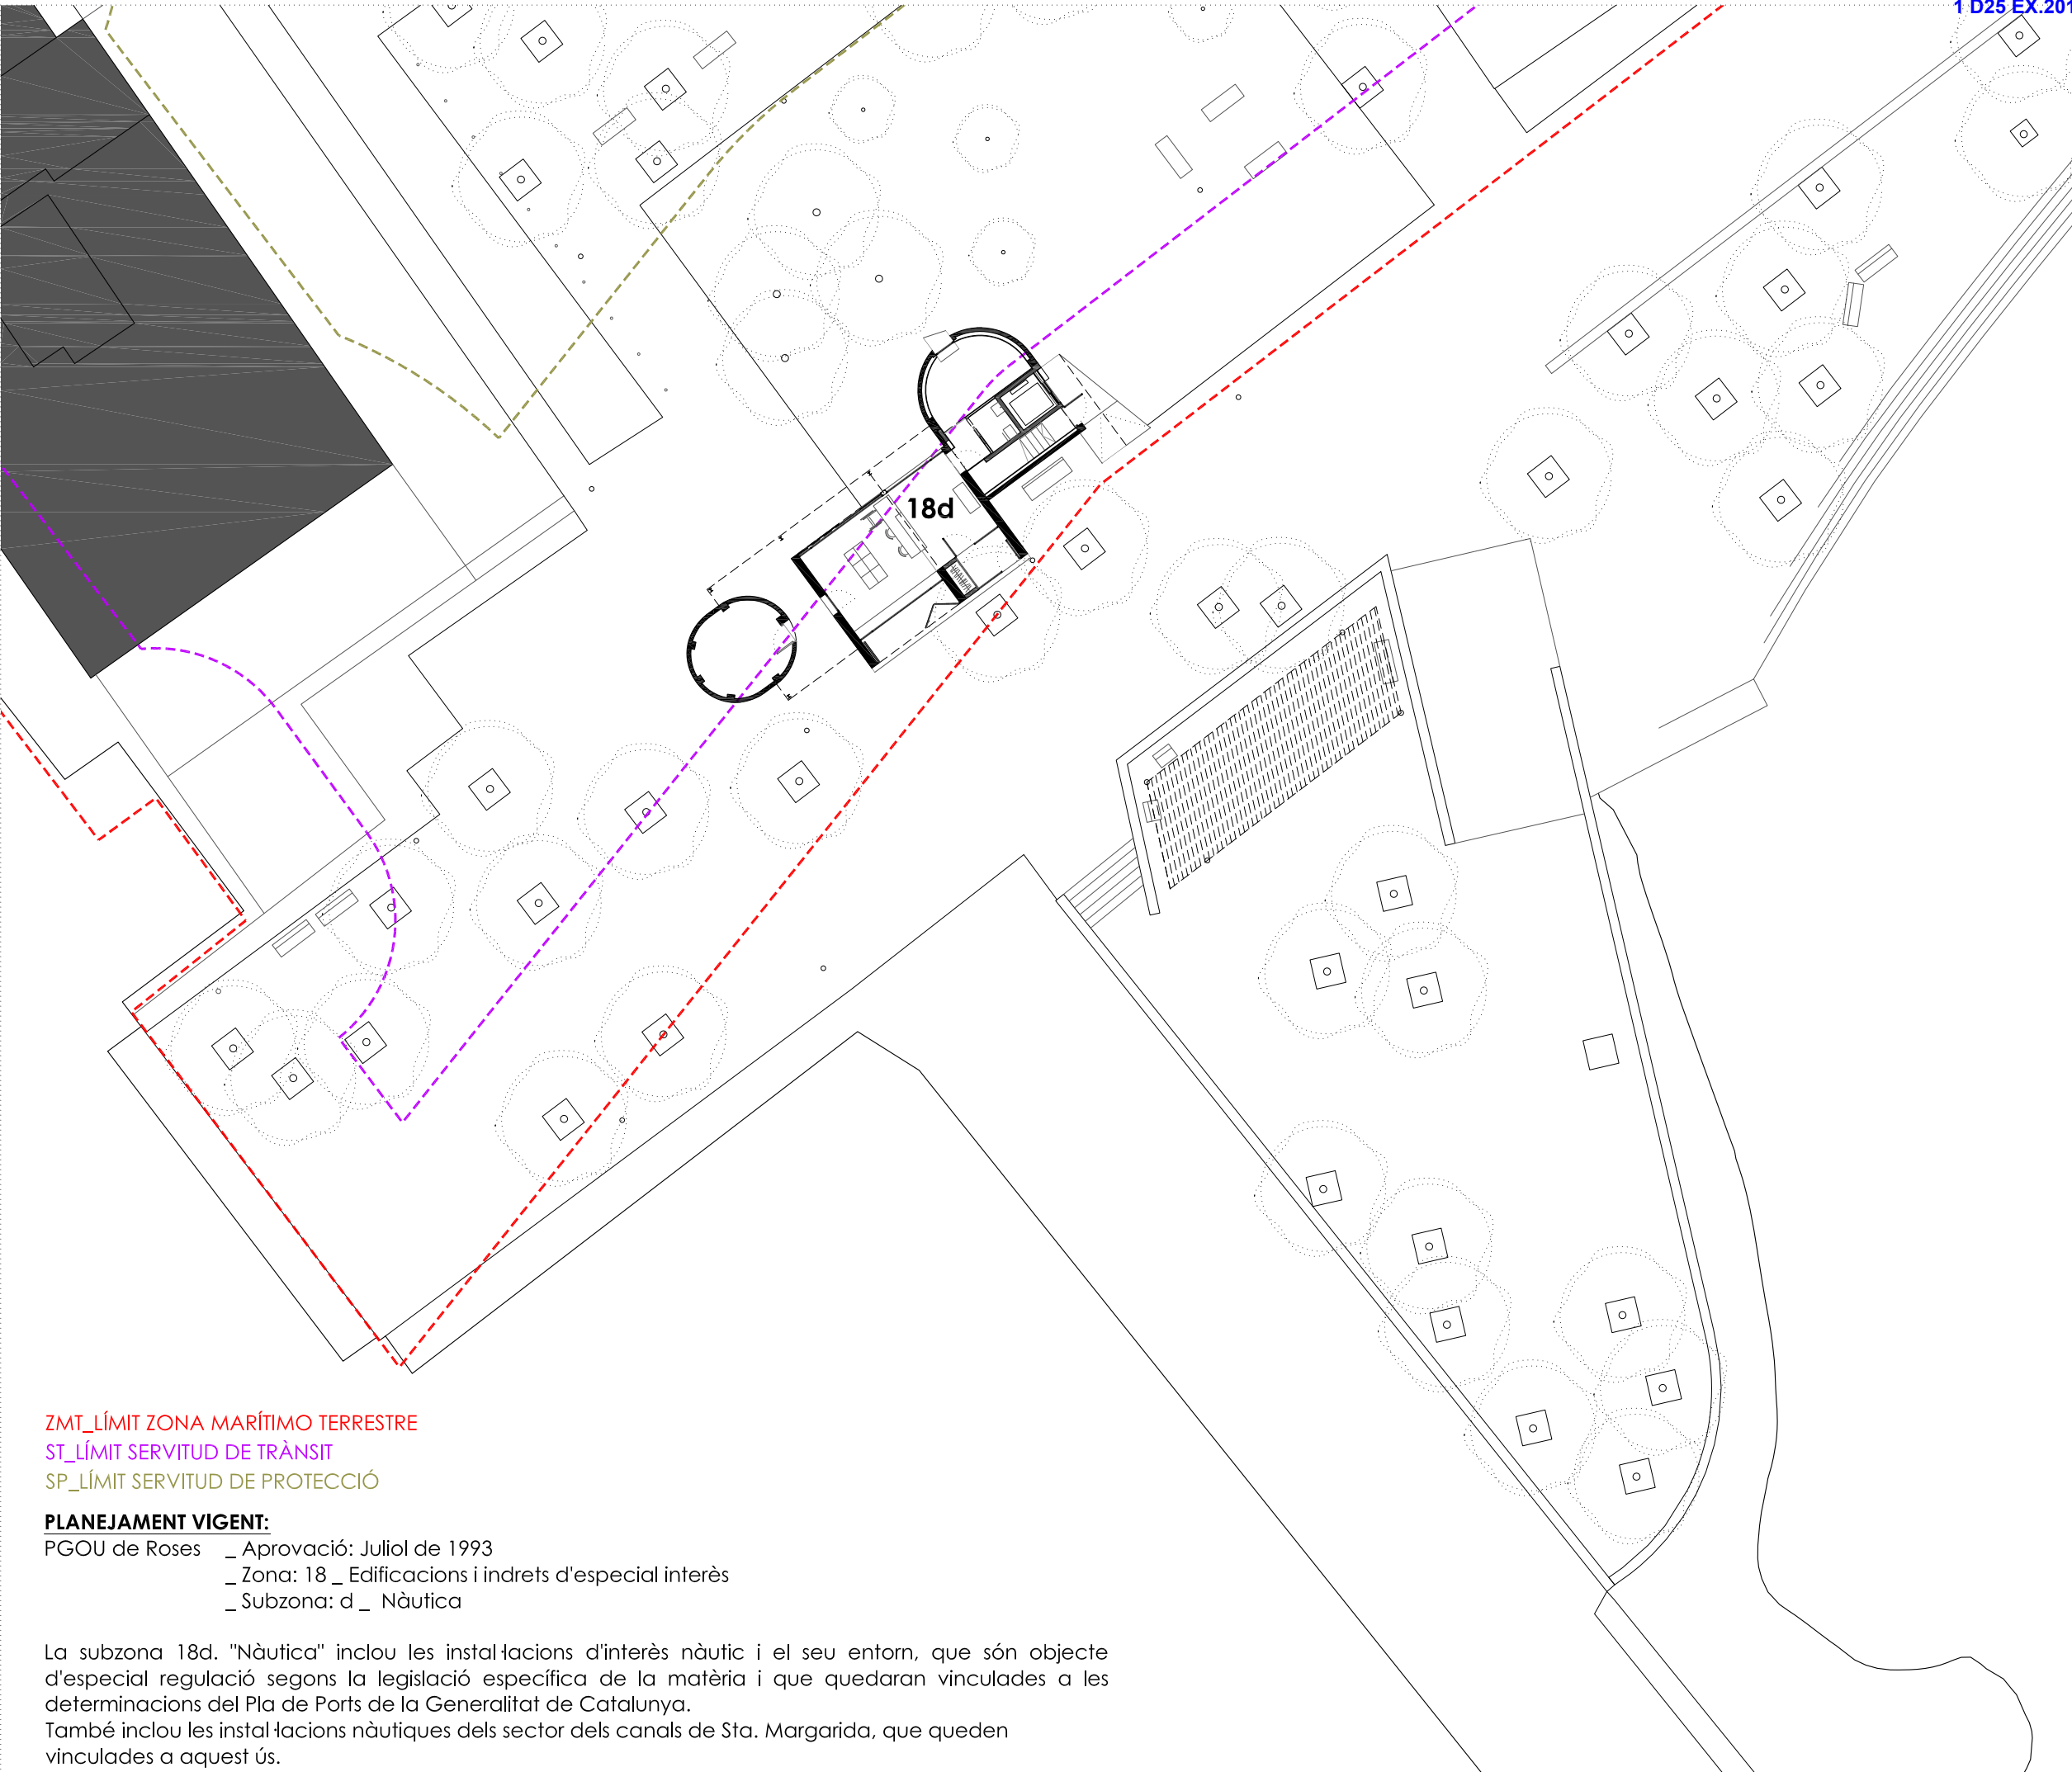 1 D25 EX.201
18d
ZMT_LÍMIT ZONA MARÍTIMO TERRESTRE
ST_LÍMIT SERVITUD DE TRÀNSIT
SP_LÍMIT SERVITUD DE PROTECCIÓ
PLANEJAMENT VIGENT:
PGOU de Roses _ Aprovació: Juliol de 1993
_ Zona: 18 _ Edificacions i indrets d'especial interès
_ Subzona: d _ Nàutica
La subzona 18d. "Nàutica" inclou les instal·lacions d'interès nàutic i el seu entorn, que són objecte
d'especial regulació segons la legislació específica de la matèria i que quedaran vinculades a les
determinacions del Pla de Ports de la Generalitat de Catalunya.
També inclou les instal·lacions nàutiques dels sector dels canals de Sta. Margarida, que queden
vinculades a aquest ús.